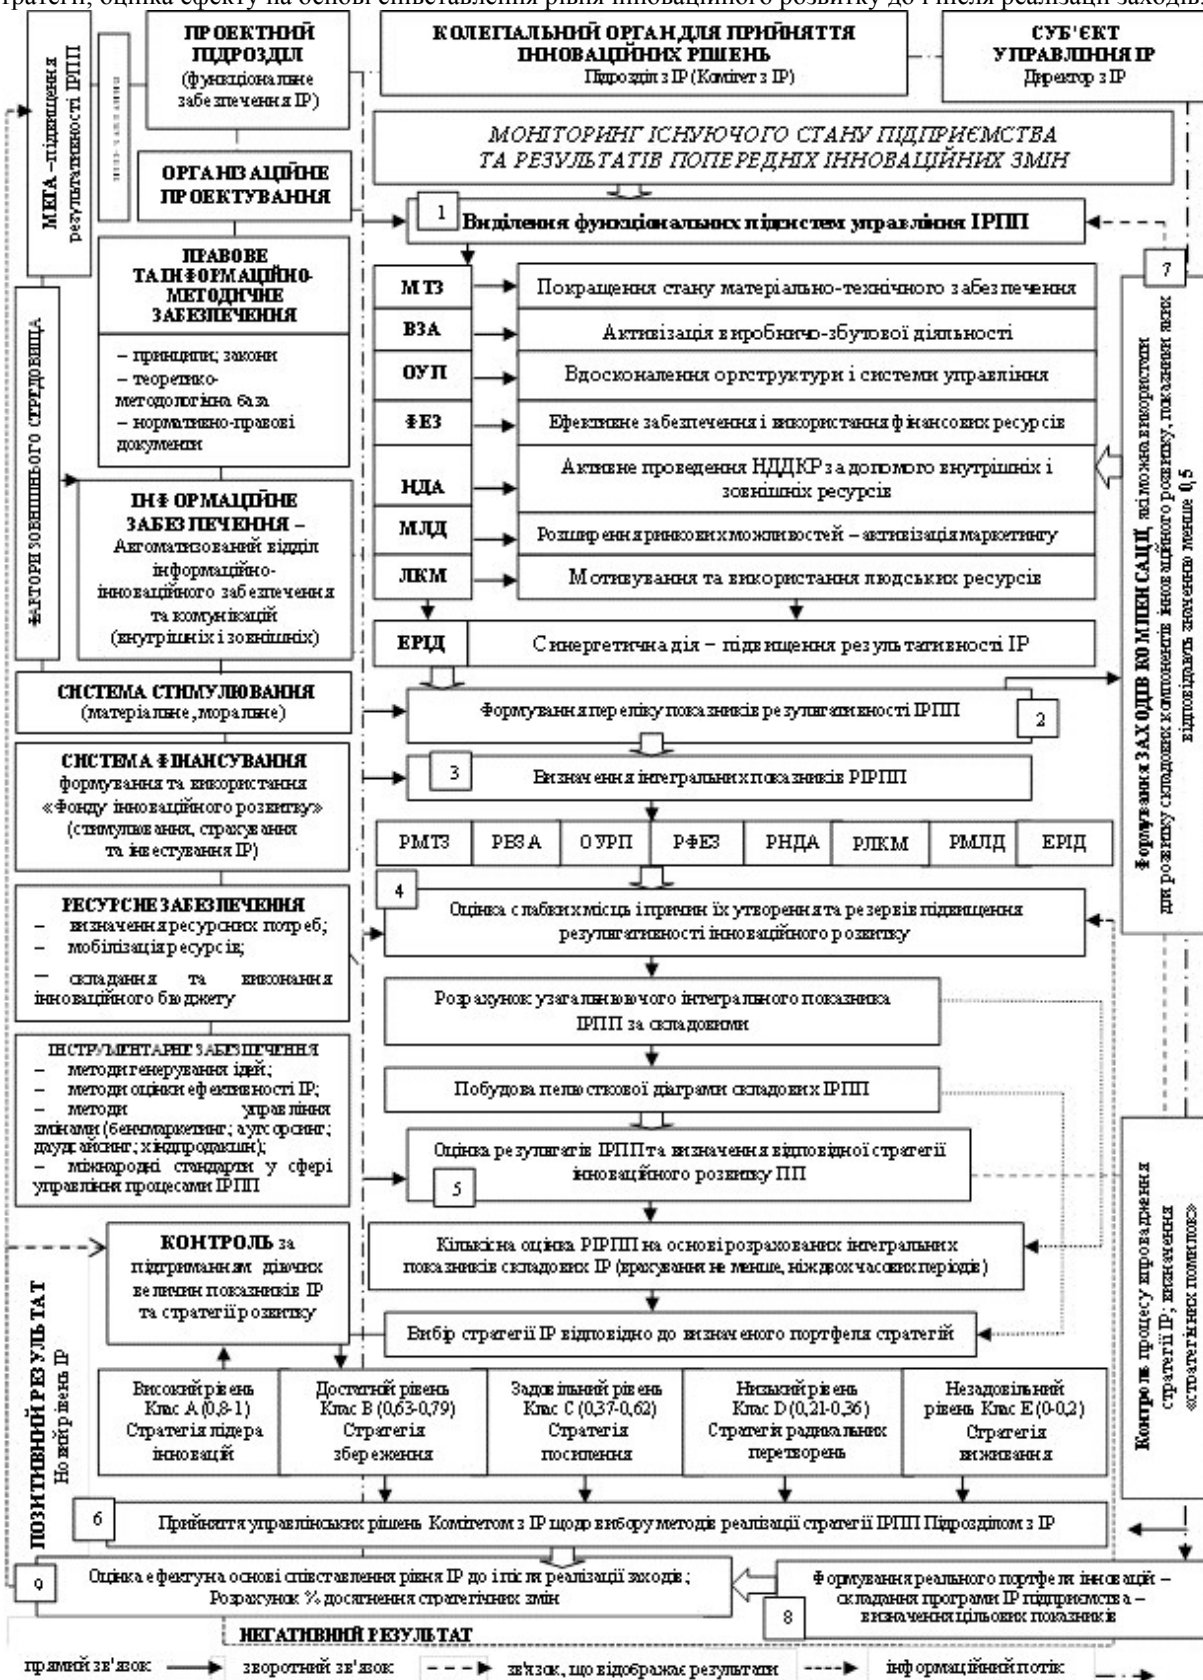 стратегії, оцінка ефекту на основі співставлення рівня інноваційного розвитку до і після реалізації заходів.
МЕГА – підвищення
результативності ІРПП
ПРОЕКТНИЙ
ПІДРОЗДІЛ
(функціональне
забезпечення ІР)
КОЛЕГІАЛЬНИЙ ОРГАН ДЛЯ ПРИЙНЯТТЯ
ІННОВАЦІЙНИХ РІШЕНЬ
Підрозділ з ІР (Комітет з ІР)
СУБ'ЄКТ
УПРАВЛІННЯ ІР
Директор з ІР
МОНІТОРИНГ ІСНУЮЧОГО СТАНУ ПІДПРИЄМСТВА
ТА РЕЗУЛЬТАТІВ ПОПЕРЕДНІХ ІННОВАЦІЙНИХ ЗМІН
ОРГАНІЗАЦІЙНЕ
ПРОЕКТУВАННЯ
1
Виділення функціональних підсистем управління ІРПП
ПРАВОВЕ
ТА ІНФОРМАЦІЙНО-
МЕТОДИЧНЕ
ЗАБЕЗПЕЧЕННЯ
– принципи; закони
– теоретико-
методологічна база
– нормативно-правові
документи
ФАКТОРИ ЗОВНІШНЬОГО СЕРЕДОВИЩА
ІНФОРМАЦІЙНЕ
ЗАБЕЗПЕЧЕННЯ –
Автоматизований відділ
інформаційно-
інноваційного забезпечення
та комунікацій
(внутрішніх і зовнішніх)
МТЗ
Покращення стану матеріально-технічного забезпечення
ВЗА
Активізація виробничо-збутової діяльності
ОУП
Вдосконалення оргструктури і системи управління
ФЕЗ
Ефективне забезпечення і використання фінансових ресурсів
НДА
Активне проведення НДДКР за допомого внутрішніх і
зовнішніх ресурсів
МЛД
Розширення ринкових можливостей – активізація маркетингу
ЛКМ
Мотивування та використання людських ресурсів
ЕРІД
Синергетична дія – підвищення результативності ІР
7
Формування ЗАХОДІВ КОМПЕНСАЦІЇ, які можна використати
для розвитку складових компонентів інноваційного розвитку, показники яких
відповідають значенню менше 0,5
СИСТЕМА СТИМУЛЮВАННЯ
(матеріальне, моральне)
Формування переліку показників результативності ІРПП
2
СИСТЕМА ФІНАНСУВАННЯ
формування та використання
«Фонду інноваційного розвитку»
(стимулювання, страхування
та інвестування ІР)
3
Визначення інтегральних показників РІРПП
РМТЗ
РВЗА
ОУРП
РФЕЗ
РНДА
РЛКМ
РМЛД
ЕРІД
РЕСУРСНЕ ЗАБЕЗПЕЧЕННЯ
– визначення ресурсних потреб;
– мобілізація ресурсів;
– складання та виконання
інноваційного бюджету
4
Оцінка слабких місць і причин їх утворення та резервів підвищення
результативності інноваційного розвитку
Розрахунок узагальнюючого інтегрального показника
ІРПП за складовими
ІНСТРУМЕНТАРНЕ ЗАБЕЗПЕЧЕННЯ
– методи генерування ідей;
– методи оцінки ефективності ІР;
– методи управління
змінами (бенчмаркетинг; аутсорсинг;
даудсайсинг; хіндпродакшн);
– міжнародні стандарти у сфері
управління процесами ІРПП
Побудова пелюсткової діаграми складових ІРПП
Оцінка результатів ІРПП та визначення відповідної стратегії
інноваційного розвитку ПП
5
Контроль процесу впровадження
стратегії ІР; визначення
«стратегічних помилок»
КОНТРОЛЬ за
підтриманням діючих
величин показників ІР
та стратегії розвитку
Кількісна оцінка РІРПП на основі розрахованих інтегральних
показників складових ІР (врахування не менше, ніж двох часових періодів)
Вибір стратегії ІР відповідно до визначеного портфеля стратегій
ПОЗИТИВНИЙ РЕЗУЛЬТАТ
Новий рівень ІР
Високий рівень
Клас А (0,8-1)
Стратегія лідера
інновацій
Достатній рівень
Клас В (0,63-0,79)
Стратегія
збереження
Задовільний рівень
Клас С (0,37-0,62)
Стратегія
посилення
Низький рівень
Клас D (0,21-0,36)
Стратегія радикальних
перетворень
Незадовільний
рівень Клас Е (0-0,2)
Стратегія
виживання
6
Прийняття управлінських рішень Комітетом з ІР щодо вибору методів реалізації стратегії ІРПП Підрозділом з ІР
9
Оцінка ефекту на основі співставлення рівня ІР до і після реалізації заходів;
Розрахунок % досягнення стратегічних змін
8
Формування реального портфеля інновацій –
складання програми ІР підприємства –
визначення цільових показників
НЕГАТИВНИЙ РЕЗУЛЬТАТ
прямий зв'язок
зворотний зв'язок
зв'язок, що відображає результати
інформаційний потік